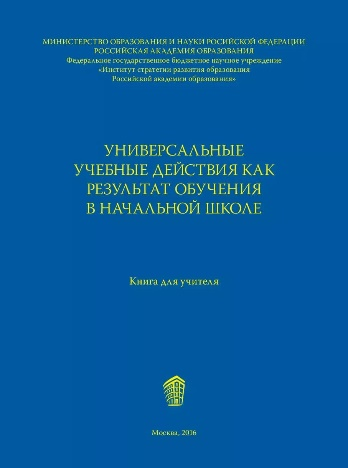 МИНИСТЕРСТВО ОБРАЗОВАНИЯ И НАУКИ РОСИЙСКОЙ ФЕДЕРАЦИИ
РОССИЙСКАЯ АКАДЕМИЯ ОБРАЗОВАНИЯ
Федеральное государственное бюджетное научное учреждение
«Институт стратегии развития образования
Российской академии образования»
УНИВЕРСАЛЬНЫЕ
УЧЕБНЫЕ ДЕЙСТВИЯ КАК
РЕЗУЛЬТАТ ОБУЧЕНИЯ
В НАЧАЛЬНОЙ ШКОЛЕ
Книга для учителя
Москва, 2016